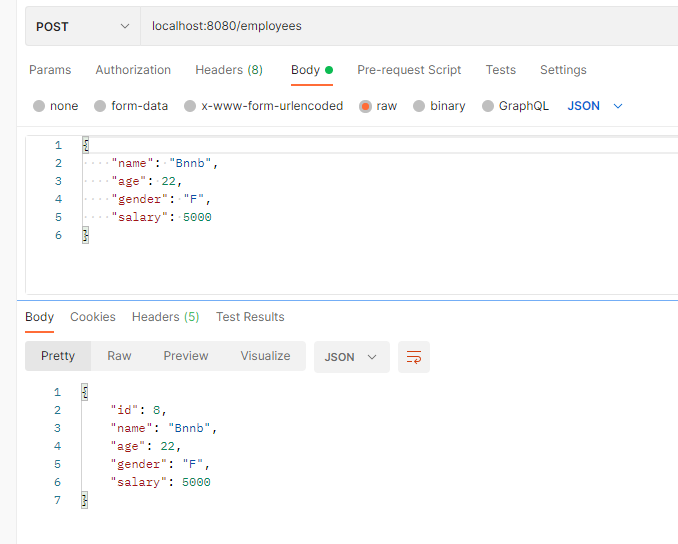 POST localhost:8080/employees
Params Authorization Headers (8) Body Pre-request Script Tests Settings
none form-data x-www-form-urlencoded raw binary GraphQL JSON
1 {
2 "name": "Bnnb",
3 "age": 22,
4 "gender": "F",
5 "salary": 5000
6 }
Body Cookies Headers (5) Test Results
Pretty Raw Preview Visualize JSON
1 {
2 "id": 8,
3 "name": "Bnnb",
4 "age": 22,
5 "gender": "F",
6 "salary": 5000
7 }